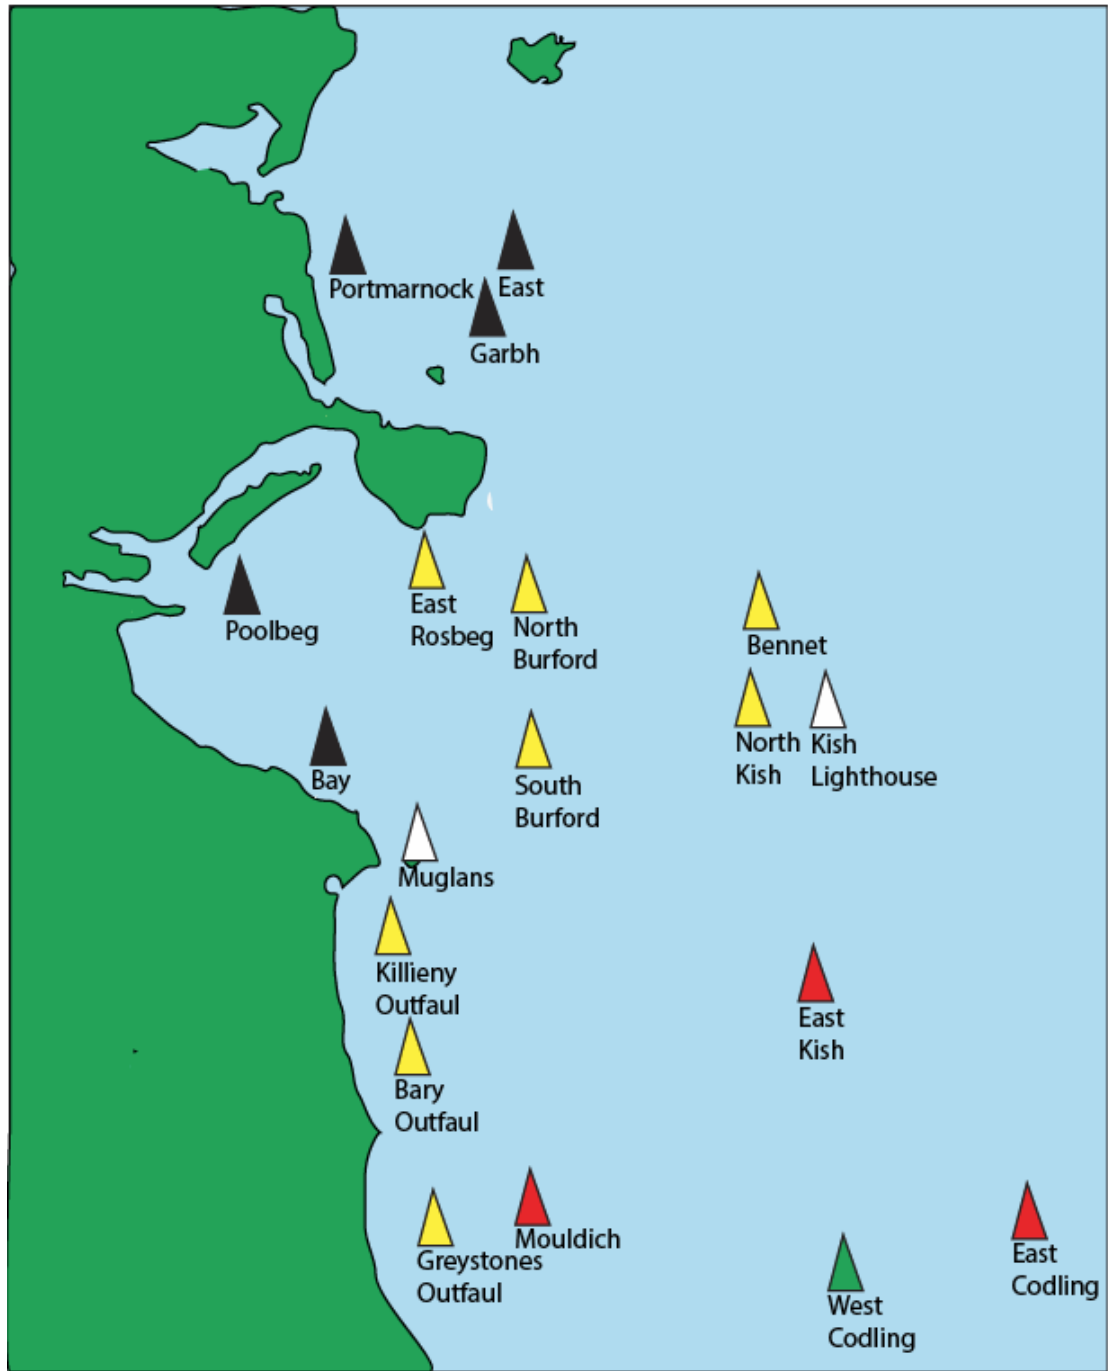 Portmarnock
East
Garbh
Poolbeg
East
Rosbeg
North
Burford
Bennet
North
Kish
Kish
Lighthouse
Bay
South
Burford
Muglans
Killieny
Outfaul
East
Kish
Bary
Outfaul
Mouldich
Greystones
Outfaul
East
Codling
West
Codling